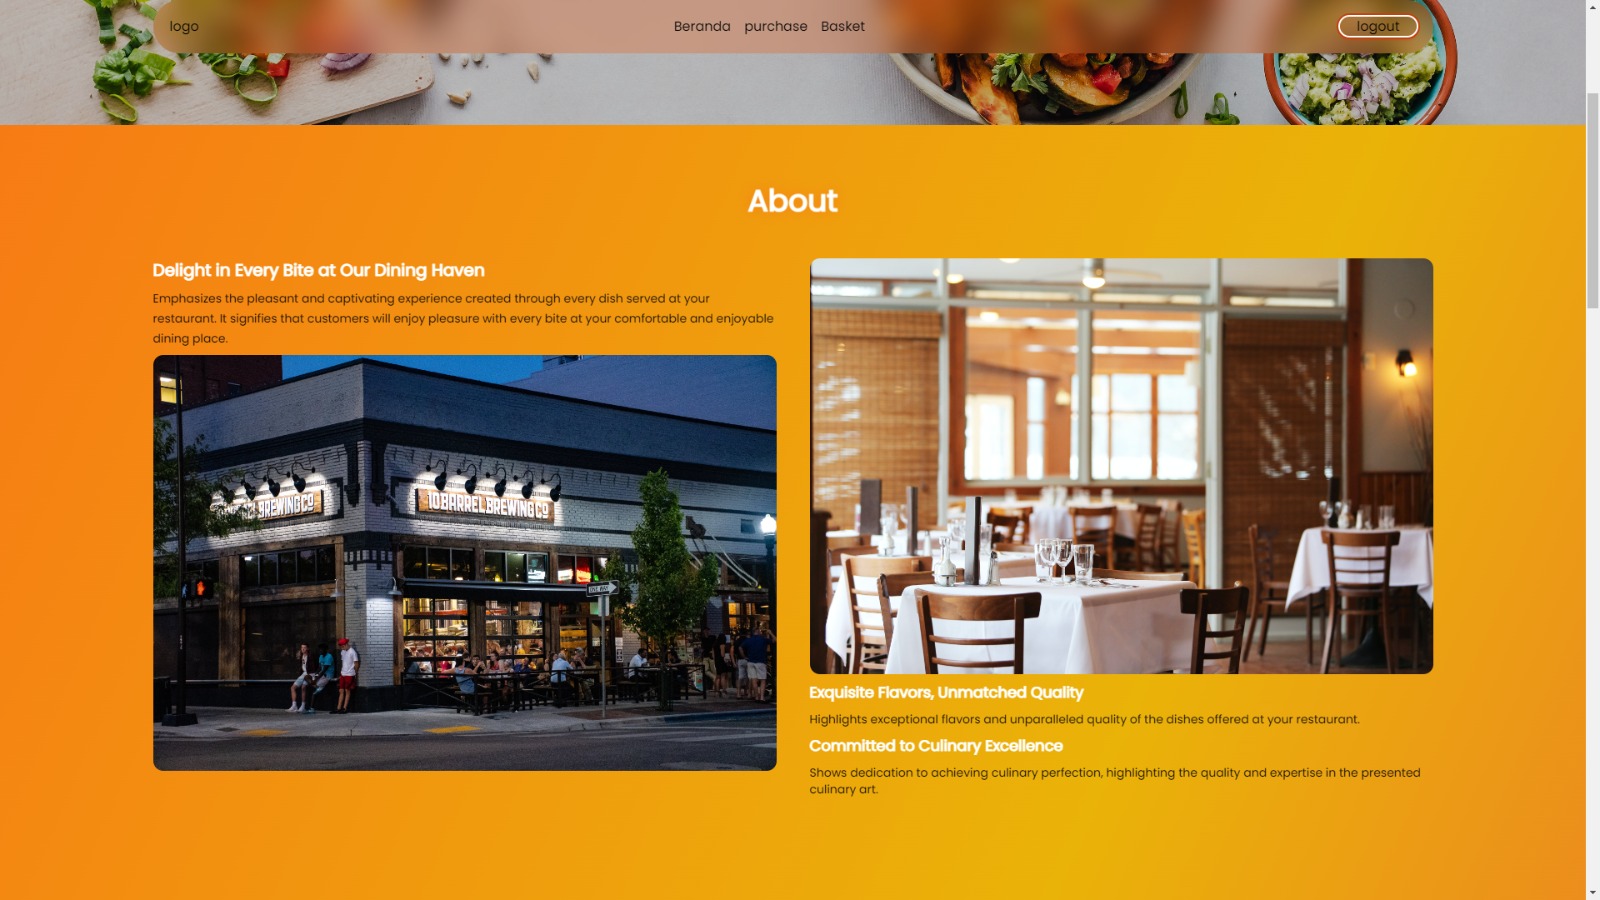 logo
Beranda purchase Basket
logout
About
Delight in Every Bite at Our Dining Haven
Emphasizes the pleasant and captivating experience created through every dish served at your
restaurant. It signifies that customers will enjoy pleasure with every bite at your comfortable and enjoyable
dining place.
BREWING CO
10 BARREL BREWING CO
ONE WAY
Exquisite Flavors, Unmatched Quality
Highlights exceptional flavors and unparalleled quality of the dishes offered at your restaurant.
Committed to Culinary Excellence
Shows dedication to achieving culinary perfection, highlighting the quality and expertise in the presented
culinary art.